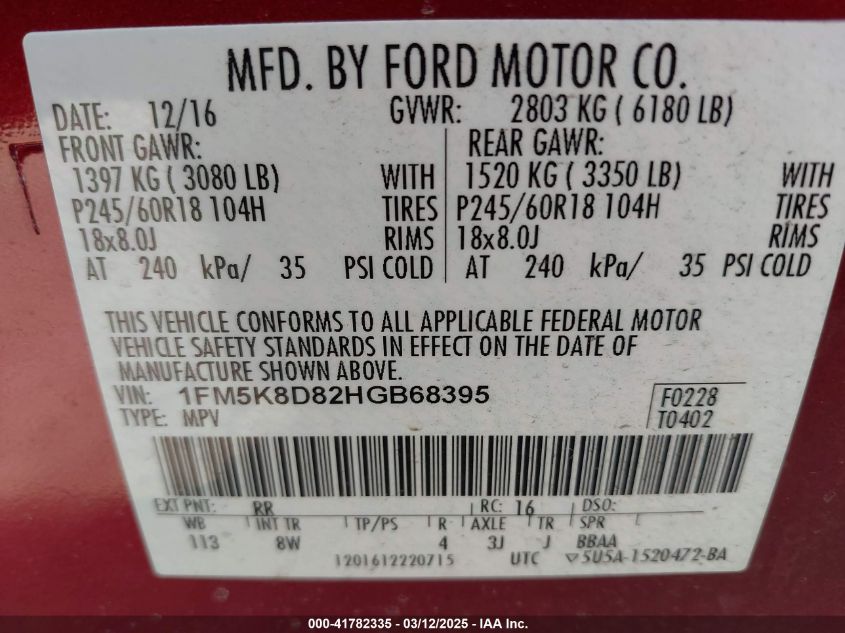 MFD. BY FORD MOTOR CO.
DATE: 12/16 GVWR: 2803 KG ( 6180 LB)
FRONT GAWR: REAR GAWR:
1397 KG ( 3080 LB) WITH 1520 KG ( 3350 LB) WITH
P245/60R18 104H TIRES P245/60R18 104H TIRES
18x8.0J RIMS 18x8.0J RIMS
AT 240 kPa/ 35 PSI COLD AT 240 kPa/ 35 PSI COLD
THIS VEHICLE CONFORMS TO ALL APPLICABLE FEDERAL MOTOR
VEHICLE SAFETY STANDARDS IN EFFECT ON THE DATE OF
MANUFACTURE SHOWN ABOVE.
VIN: 1FM5K8D82HGB68395 F0228
TYPE: MPV T0402
EXT PNT: RR RC: 16 DSO:
WB INT TR TP/PS R AXLE TR SPR
113 8W 4 3J J BBAA
1201612220715 UTC ▽5U5A-1520472-BA
000-41782335 - 03/12/2025 - IAA Inc.